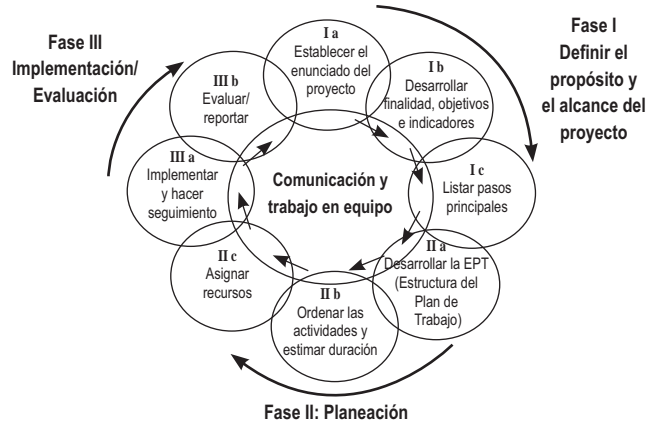 Fase I
Definir el
propósito y
el alcance del
proyecto
I a
Establecer el
enunciado del
proyecto
I b
Desarrollar
finalidad, objetivos
e indicadores
I c
Listar pasos
principales
II a
Desarrollar la EPT
(Estructura del
Plan de
Trabajo)
II b
Ordenar las
actividades y
estimar duración
II c
Asignar
recursos
Fase II: Planeación
Fase III
Implementación/
Evaluación
III a
Implementar
y hacer
seguimiento
III b
Evaluar/
reportar
Comunicación y
trabajo en equipo